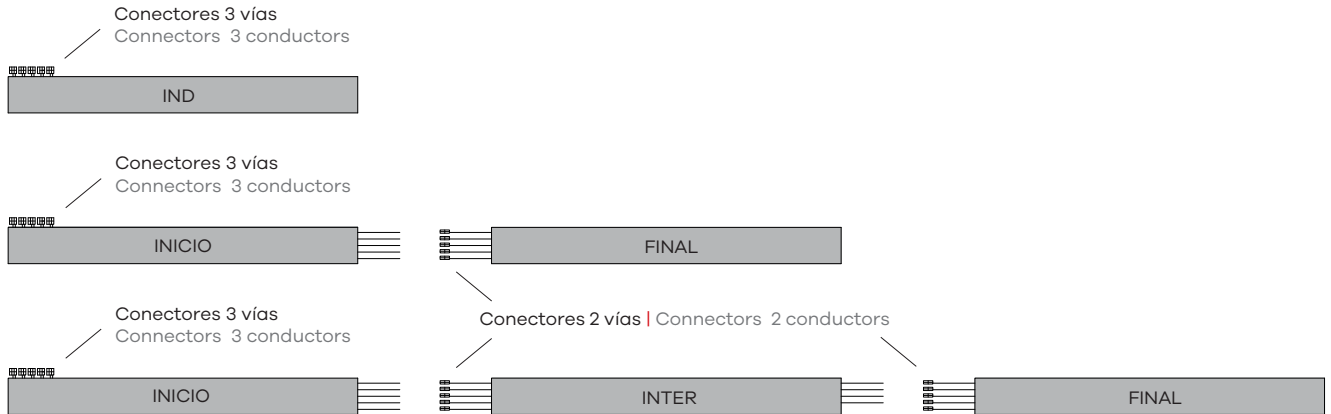 Conectores 3 vías
Connectors 3 conductors
IND
Conectores 3 vías
Connectors 3 conductors
INICIO
FINAL
Conectores 3 vías
Connectors 3 conductors
Conectores 2 vías | Connectors 2 conductors
INICIO
INTER
FINAL